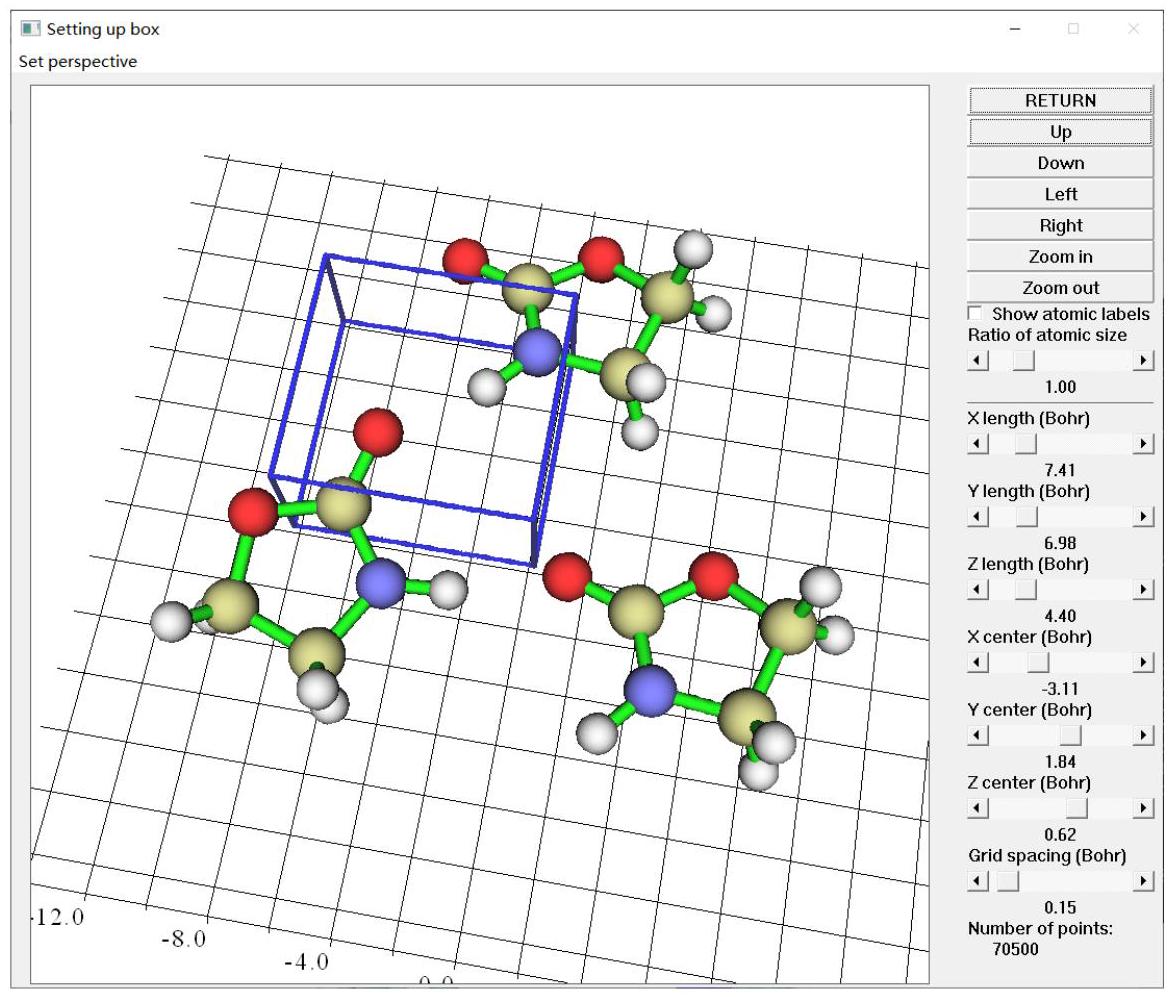 Setting up box
Set perspective
RETURN
Up
Down
Left
Right
Zoom in
Zoom out
Show atomic labels
Ratio of atomic size
1.00
X length (Bohr)
7.41
Y length (Bohr)
6.98
Z length (Bohr)
4.40
X center (Bohr)
-3.11
Y center (Bohr)
1.84
Z center (Bohr)
0.62
Grid spacing (Bohr)
0.15
Number of points:
70500
-12.0
-8.0
-4.0
0.0